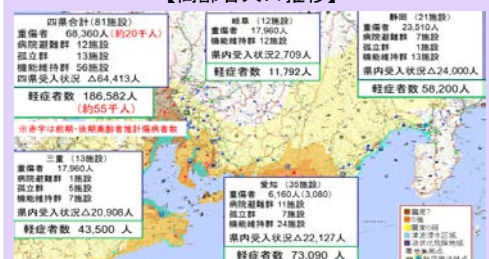 四県合計(81施設)
重傷者 68,360人(約20千人)
病院避難群 12施設
孤立群 13施設
機能維持群 56施設
四県受入状況 △64,413人
軽症者数 186,582人
(約55千人)
※赤字は前期・後期高齢者推計傷病者数
岐阜 (12施設)
重傷者 17,960人
機能維持群 12施設
県内受入状況2,709人
軽症者数 11,792人
静岡 (21施設)
重傷者 23,510人
病院避難群 7施設
孤立群 1施設
機能維持群 13施設
県内受入状況△24,000人
軽症者数 58,200人
三重 (13施設)
重傷者 17,960人
病院避難群 1施設
孤立群 5施設
機能維持群 7施設
県内受入状況△20,908人
軽症者数 43,500 人
愛知 (35施設)
重傷者 6,160人(3,080)
病院避難群 11施設
孤立群 7施設
機能維持群 24施設
県内受入状況△22,127人
軽症者数 73,090 人
震度7
震度6弱
津波浸水区域